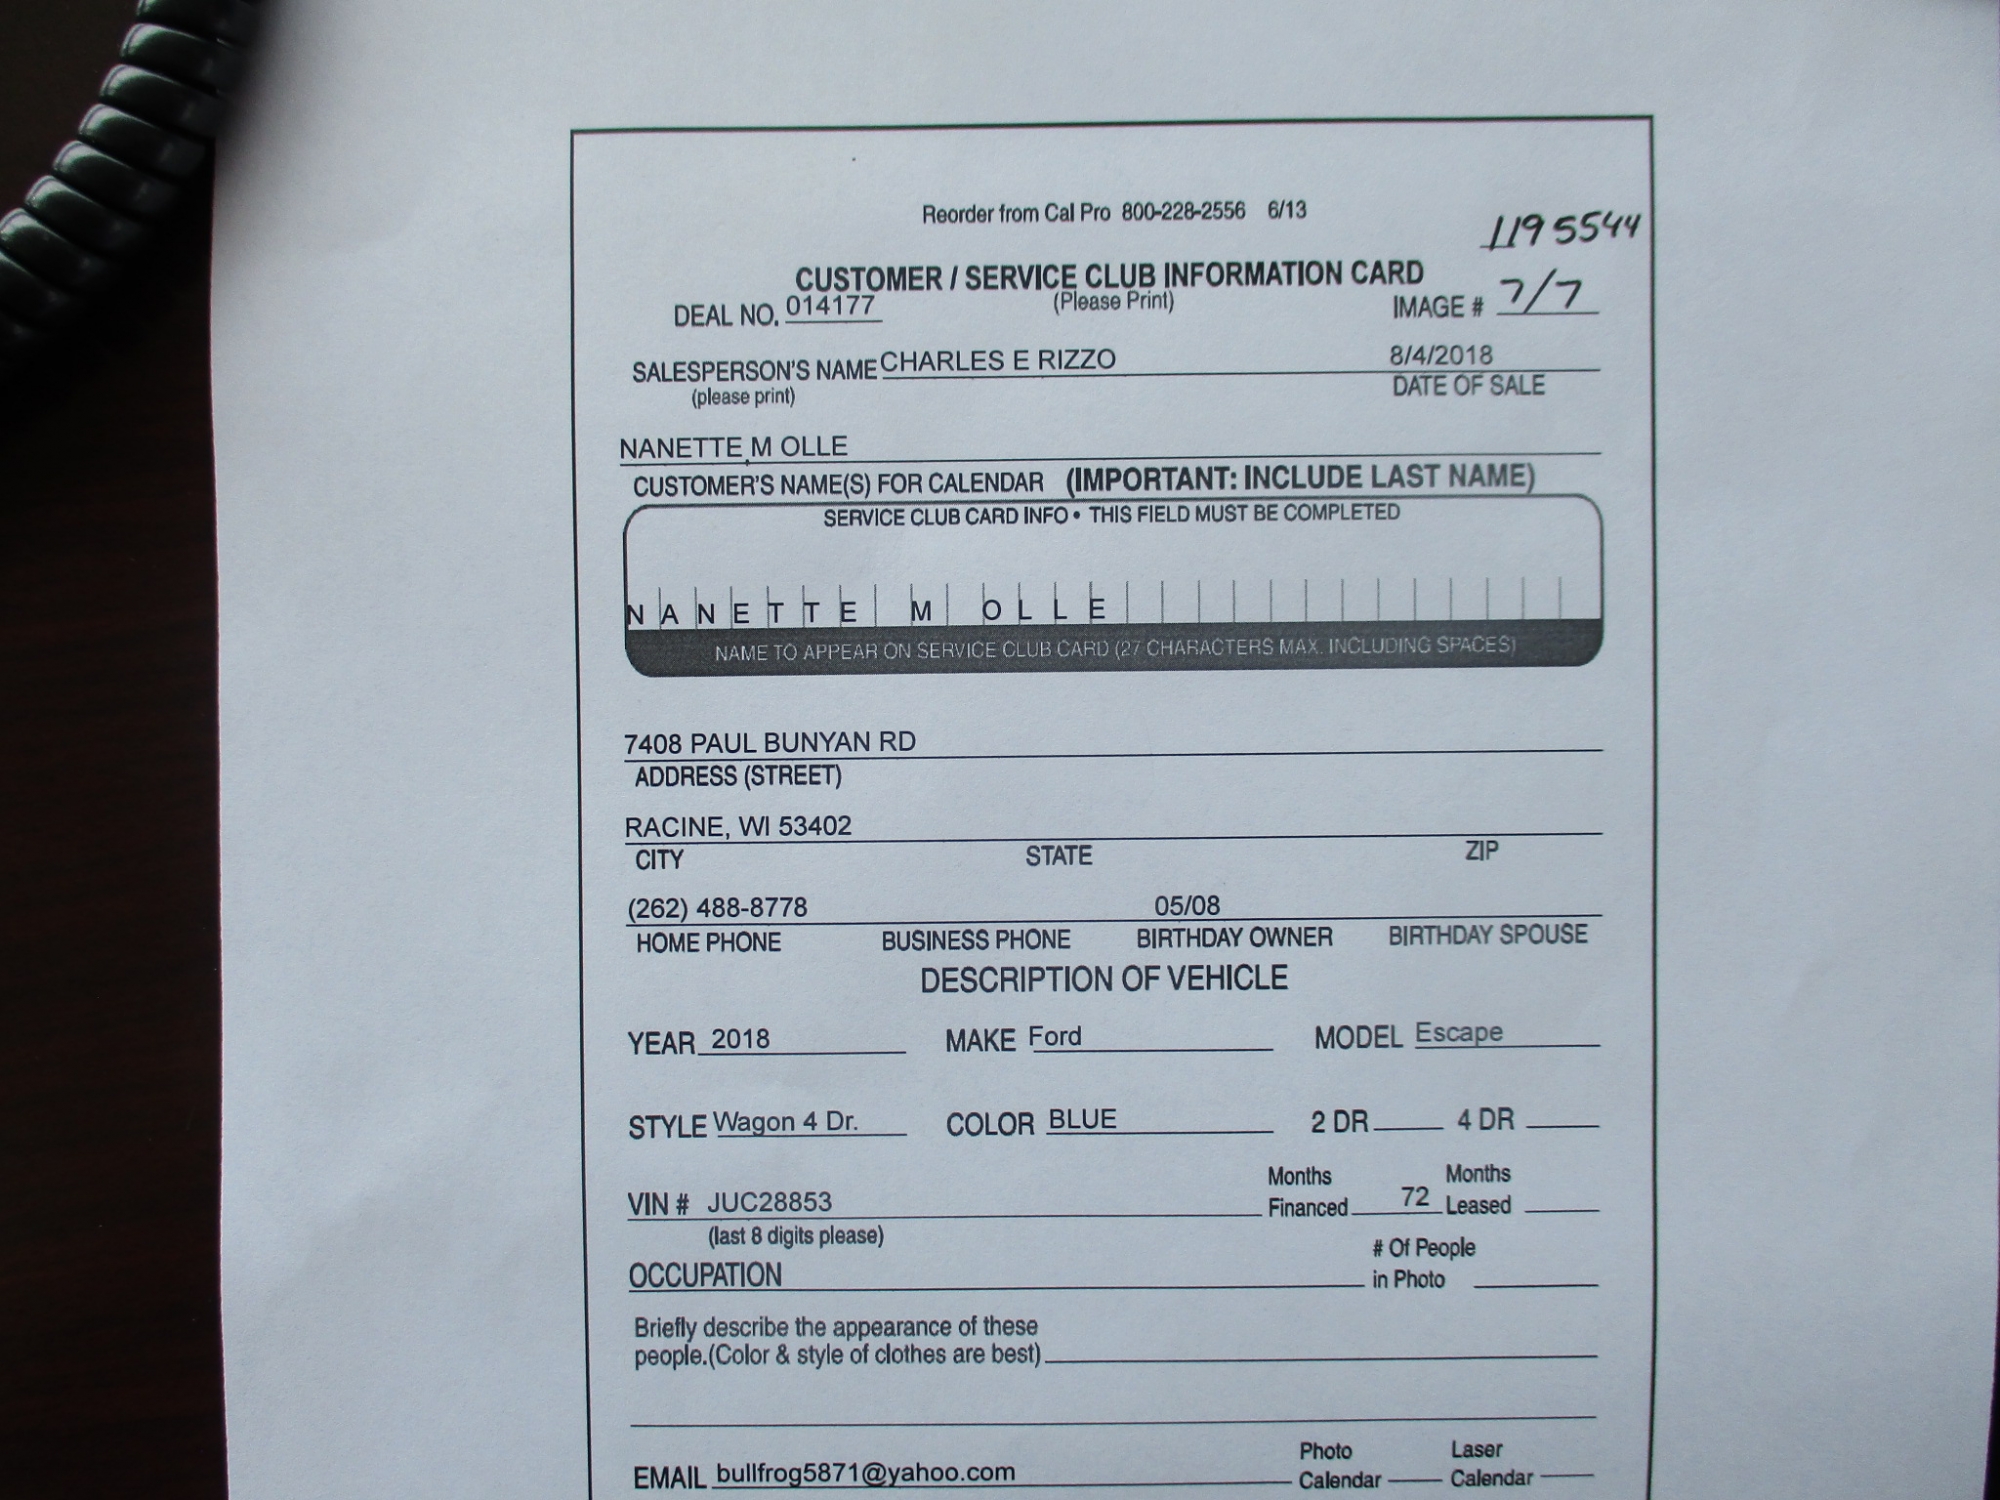 Reorder from Cal Pro 800-228-2556 6/13
1195544
CUSTOMER / SERVICE CLUB INFORMATION CARD
DEAL NO. 014177 (Please Print) IMAGE # 7/7
SALESPERSON'S NAME CHARLES E RIZZO 8/4/2018
(please print) DATE OF SALE
NANETTE M OLLE
CUSTOMER'S NAME(S) FOR CALENDAR (IMPORTANT: INCLUDE LAST NAME)
SERVICE CLUB CARD INFO • THIS FIELD MUST BE COMPLETED
N A N E T T E M O L L E
NAME TO APPEAR ON SERVICE CLUB CARD (27 CHARACTERS MAX. INCLUDING SPACES)
7408 PAUL BUNYAN RD
ADDRESS (STREET)
RACINE, WI 53402
CITY STATE ZIP
(262) 488-8778 05/08
HOME PHONE BUSINESS PHONE BIRTHDAY OWNER BIRTHDAY SPOUSE
DESCRIPTION OF VEHICLE
YEAR 2018 MAKE Ford MODEL Escape
STYLE Wagon 4 Dr. COLOR BLUE 2 DR 4 DR
Months Months
VIN # JUC28853 Financed 72 Leased
(last 8 digits please)
# Of People
OCCUPATION in Photo
Briefly describe the appearance of these
people.(Color & style of clothes are best)
Photo Laser
EMAIL bullfrog5871@yahoo.com Calendar Calendar